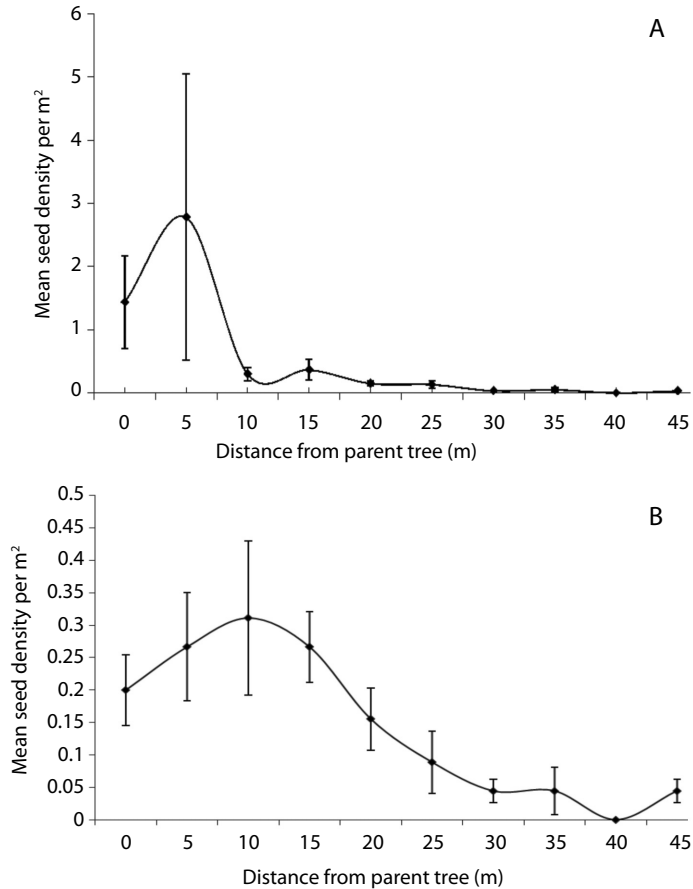 A
Mean seed density per m²
6
5
4
3
2
1
0
0 5 10 15 20 25 30 35 40 45
Distance from parent tree (m)
B
Mean seed density per m²
0.5
0.45
0.4
0.35
0.3
0.25
0.2
0.15
0.1
0.05
0
0 5 10 15 20 25 30 35 40 45
Distance from parent tree (m)